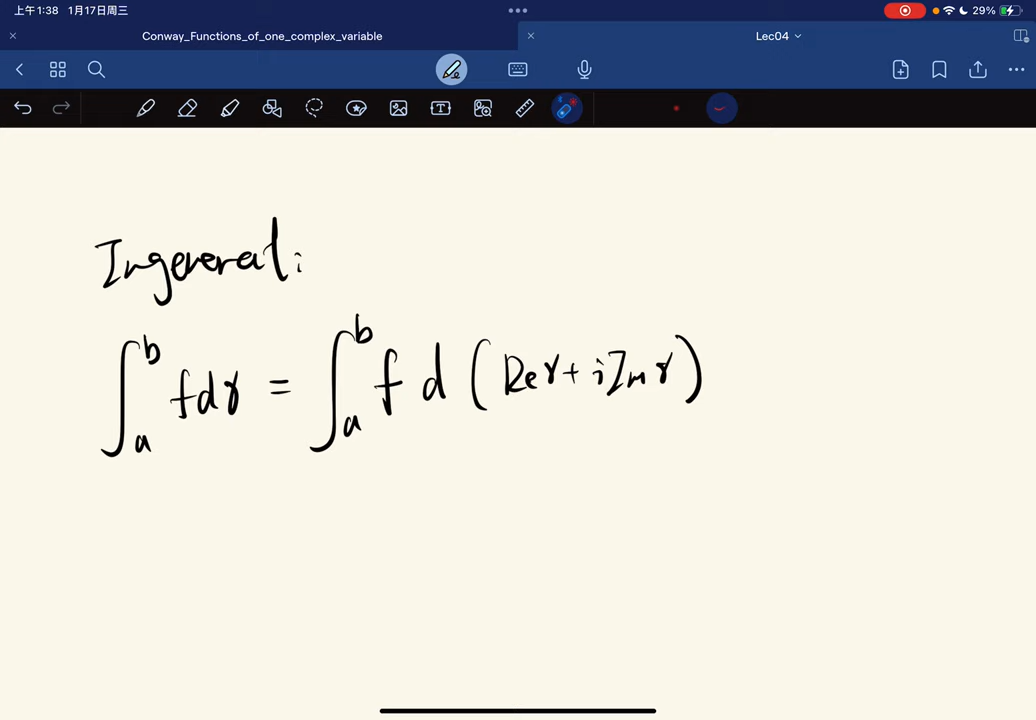 上午1:38 1月17日周三 29%
Conway_Functions_of_one_complex_variable Lec04
In general:
∫_a^b f dγ = ∫_a^b f d (Re γ + i Im γ)